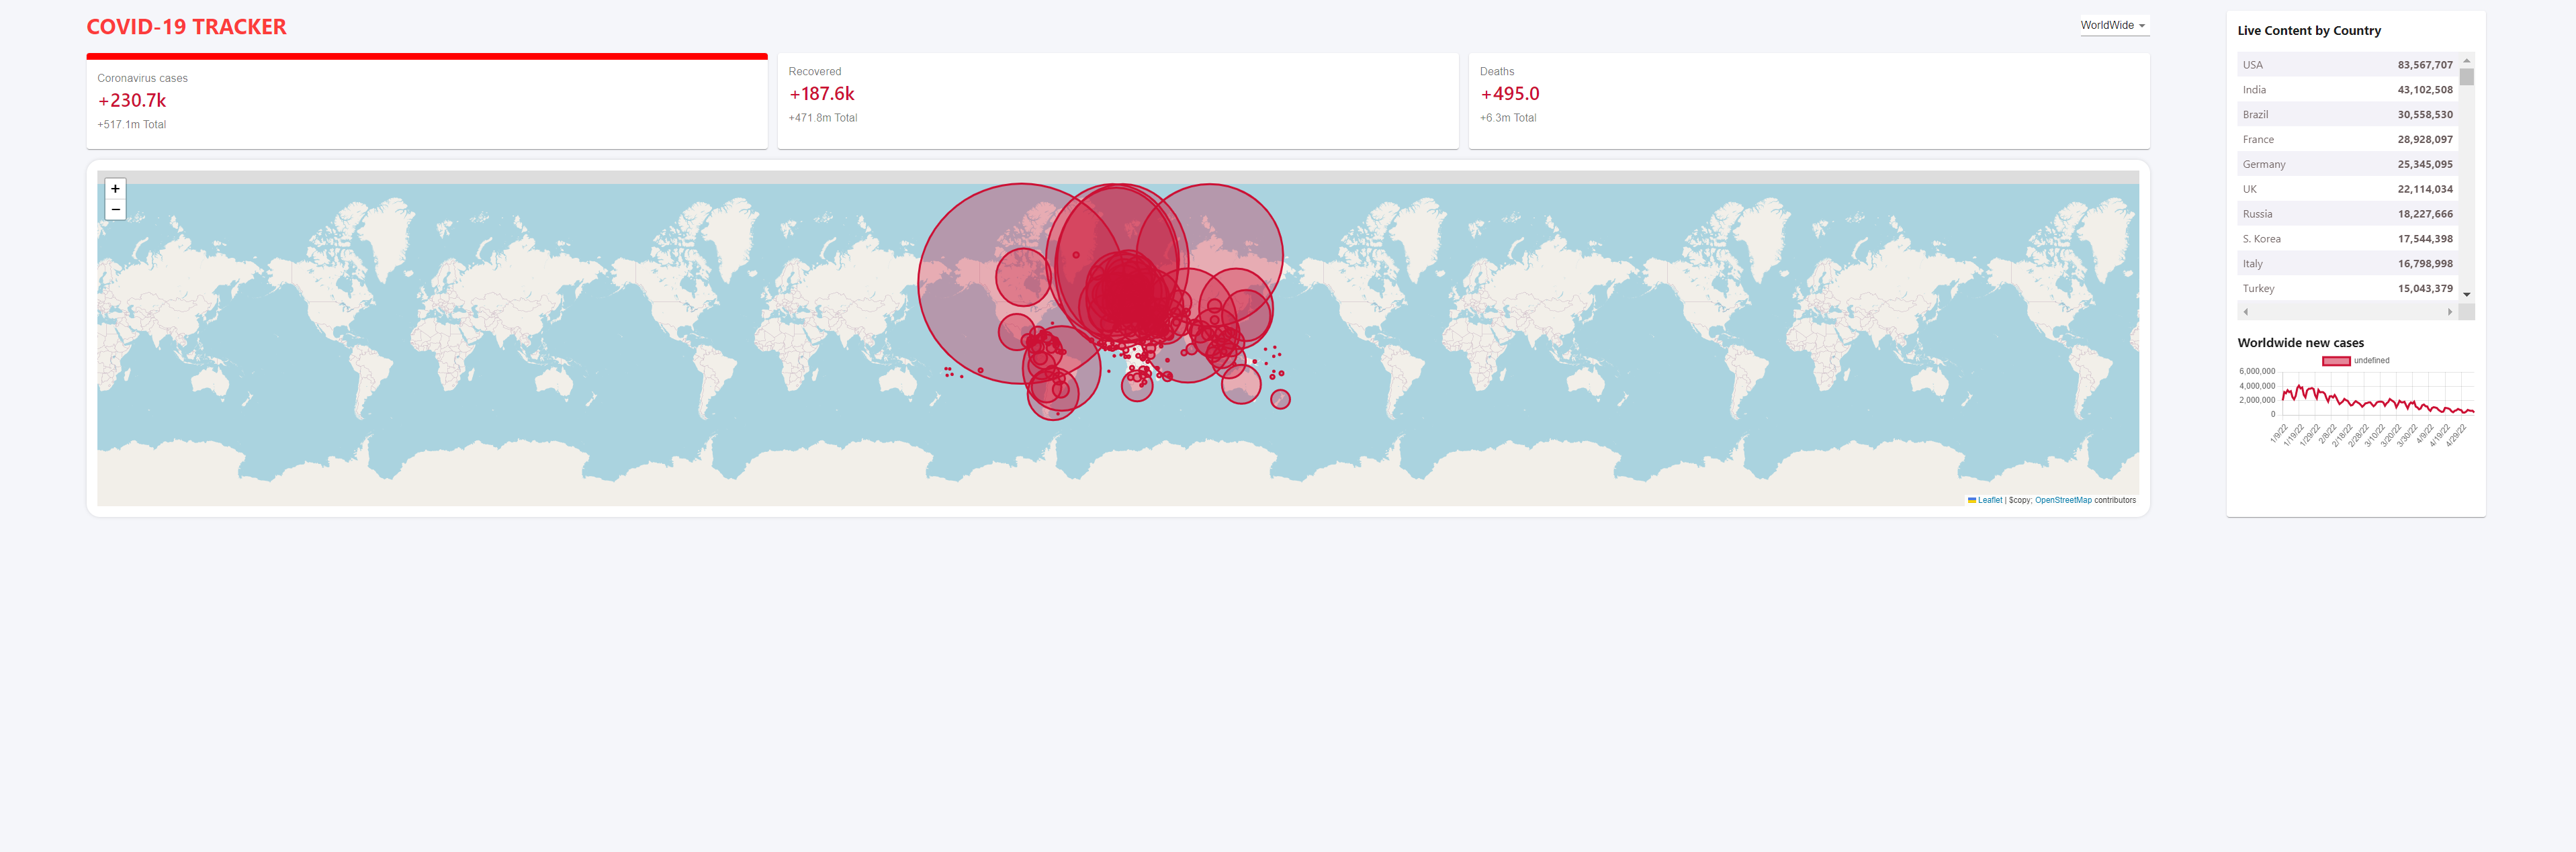 COVID-19 TRACKER
WorldWide
Coronavirus cases
+230.7k
+517.1m Total
Recovered
+187.6k
+471.8m Total
Deaths
+495.0
+6.3m Total
+
−
Leaflet | $copy; OpenStreetMap contributors
Live Content by Country
USA 83,567,707
India 43,102,508
Brazil 30,558,530
France 28,928,097
Germany 25,345,095
UK 22,114,034
Russia 18,227,666
S. Korea 17,544,398
Italy 16,798,998
Turkey 15,043,379
Worldwide new cases
undefined
6,000,000
4,000,000
2,000,000
0
1/9/22 1/19/22 1/29/22 2/8/22 2/18/22 2/28/22 3/10/22 3/20/22 3/30/22 4/9/22 4/19/22 4/29/22